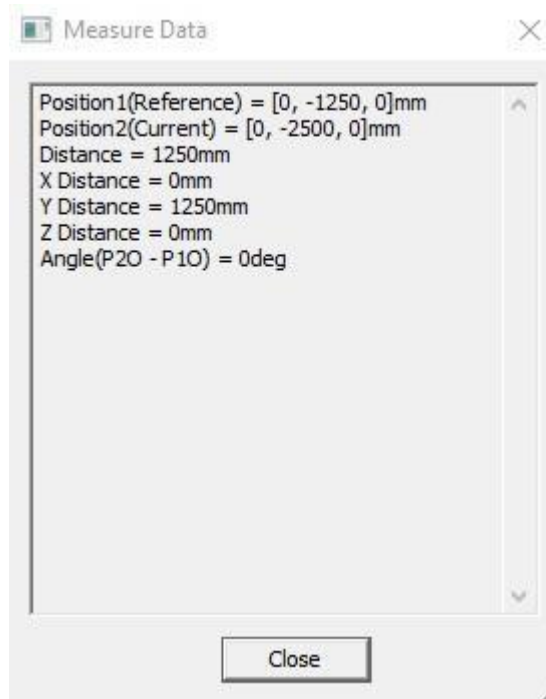 Measure Data
Position1(Reference) = [0, -1250, 0]mm
Position2(Current) = [0, -2500, 0]mm
Distance = 1250mm
X Distance = 0mm
Y Distance = 1250mm
Z Distance = 0mm
Angle(P2O - P1O) = 0deg
Close